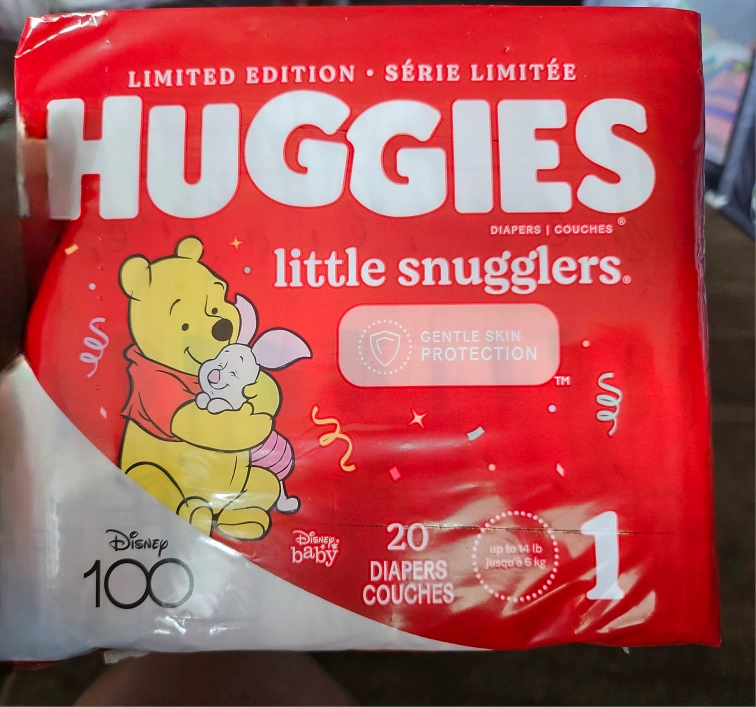 LIMITED EDITION • SÉRIE LIMITÉE
HUGGIES®
DIAPERS | COUCHES
little snugglers®
GENTLE SKIN
PROTECTION™
Disney
100
Disney
baby
20
DIAPERS
COUCHES
up to 14 lb
jusqu'à 6 kg
1